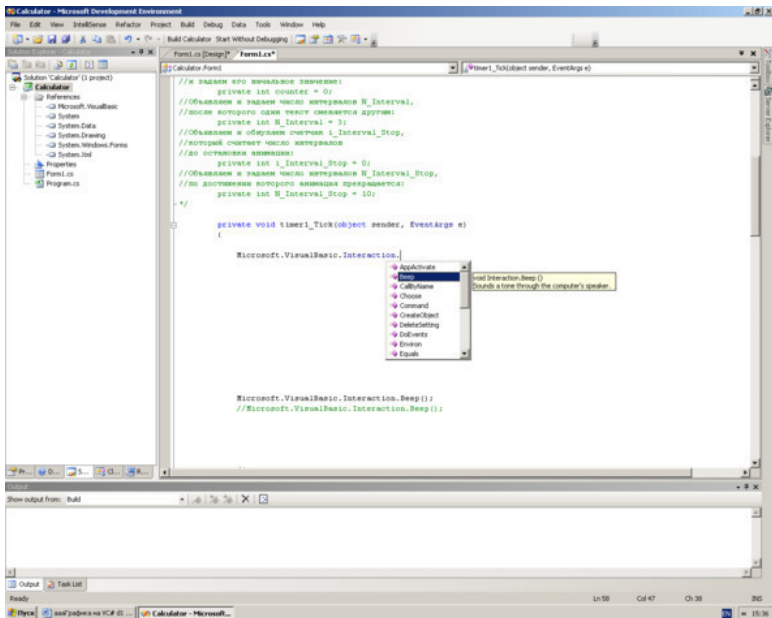 Calculator - Microsoft Development Environment
File Edit View IntelliSense Refactor Project Build Debug Data Tools Window Help
Build Calculator Start Without Debugging
Solution Explorer - Calculator
Form1.cs [Design]* Form1.cs*
Calculator.Form1
timer1_Tick(object sender, EventArgs e)
Solution 'Calculator' (1 project)
Calculator
References
Microsoft.VisualBasic
System
System.Data
System.Drawing
System.Windows.Forms
System.Xml
Properties
Form1.cs
Program.cs
//и задаем его начальное значение:
private int counter = 0;
//Объявляем и задаем число интервалов N_Interval,
//после которого один текст сменяется другим:
private int N_Interval = 3;
//Объявляем и обнуляем счетчик i_Interval_Stop,
//который считает число интервалов
//до остановки анимации:
private int i_Interval_Stop = 0;
//Объявляем и задаем число интервалов N_Interval_Stop,
//по достижении которого анимация прекращается:
private int N_Interval_Stop = 10;
*/
private void timer1_Tick(object sender, EventArgs e)
{
Microsoft.VisualBasic.Interaction.
AppActivate
Beep
CallByName
Choose
Command
CreateObject
DeleteSetting
DoEvents
Environ
Equals
void Interaction.Beep ()
Sounds a tone through the computer's speaker.
Microsoft.VisualBasic.Interaction.Beep();
//Microsoft.VisualBasic.Interaction.Beep();
Toolbox
Server Explorer
Pr... D... S... Cl... R...
Output
Show output from: Build
Output Task List
Ready Ln 58 Col 47 Ch 38 INS
Пуск Calculator - Microsoft... EN 15:36